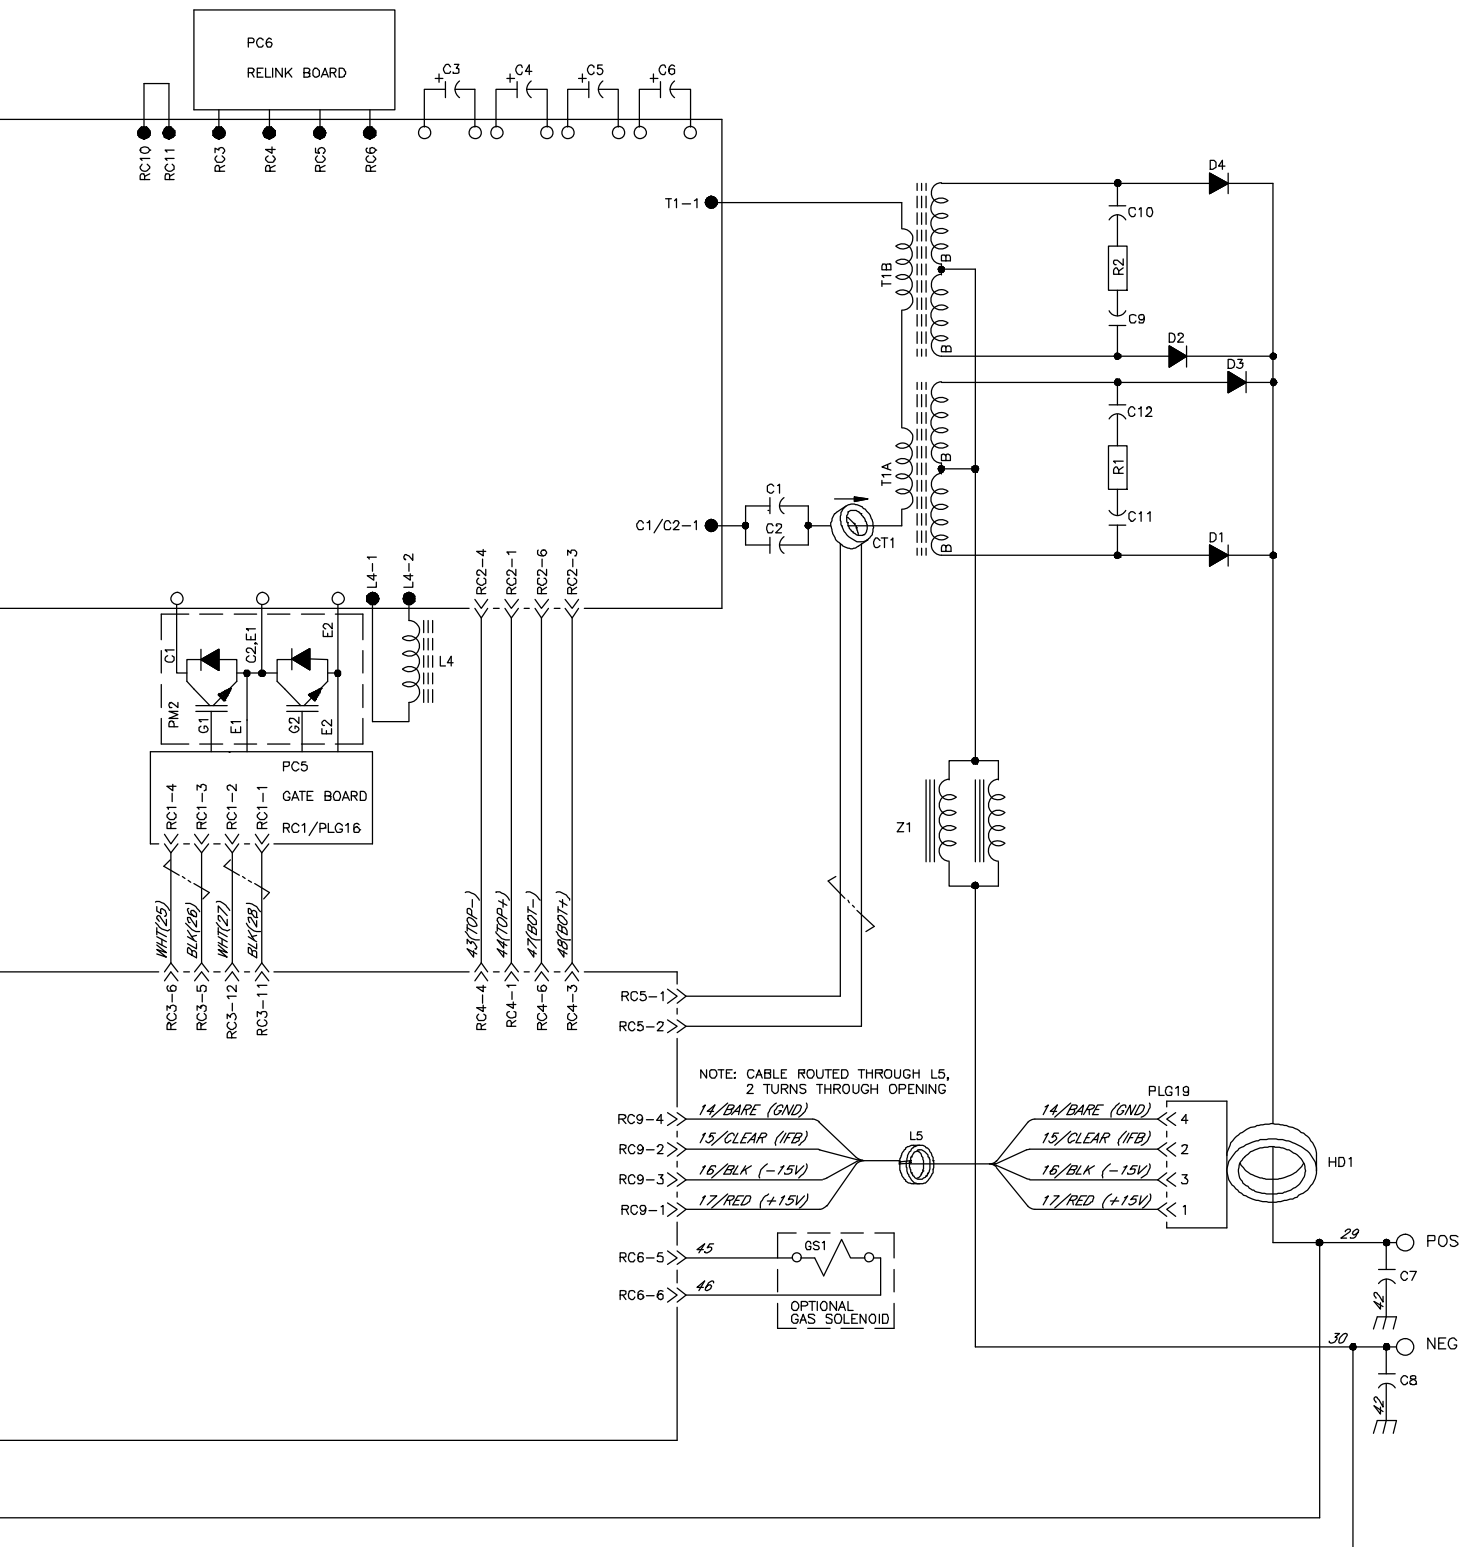 PC6
RELINK BOARD
+C3
+C4
+C5
+C6
RC10
RC11
RC3
RC4
RC5
RC6
T1-1
T1B
B
B
D4
C10
R2
C9
D2
D3
T1A
B
B
C12
R1
C11
D1
C1/C2-1
C1
C2
CT1
L4-1
L4-2
RC2-4
RC2-1
RC2-6
RC2-3
C1
C2,E1
E2
L4
PM2
G1
E1
G2
E2
PC5
GATE BOARD
RC1/PLG16
RC1-4
RC1-3
RC1-2
RC1-1
Z1
WHT(25)
BLK(26)
WHT(27)
BLK(28)
43(TOP-)
44(TOP+)
47(BOT-)
48(BOT+)
RC3-6
RC3-5
RC3-12
RC3-11
RC4-4
RC4-1
RC4-6
RC4-3
RC5-1
RC5-2
NOTE: CABLE ROUTED THROUGH L5,
2 TURNS THROUGH OPENING
PLG19
RC9-4
14/BARE (GND)
14/BARE (GND)
4
RC9-2
15/CLEAR (IFB)
L5
15/CLEAR (IFB)
2
HD1
RC9-3
16/BLK (-15V)
16/BLK (-15V)
3
RC9-1
17/RED (+15V)
17/RED (+15V)
1
RC6-5
45
GS1
RC6-6
46
OPTIONAL
GAS SOLENOID
29
POS
C7
42
30
NEG
C8
42